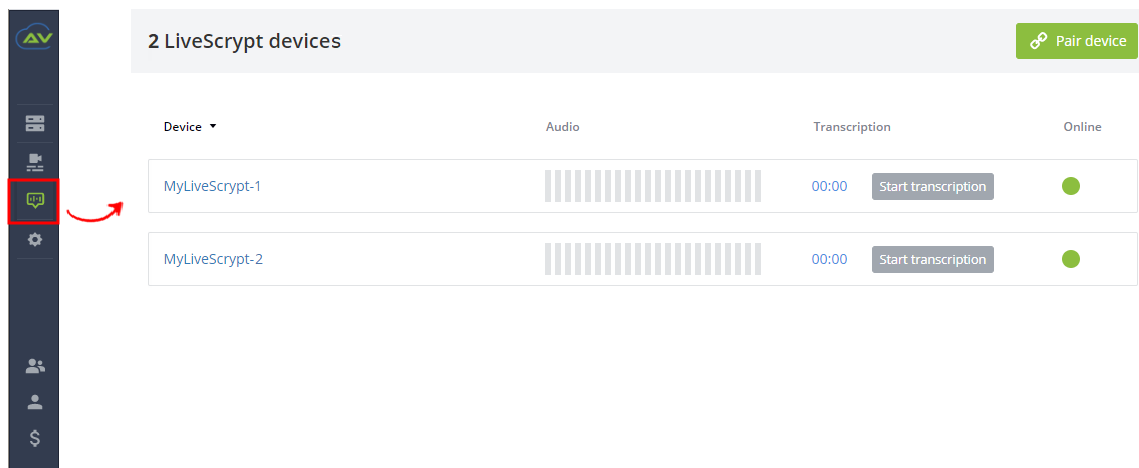 AV
2 LiveScrypt devices
Pair device
Device Audio Transcription Online
MyLiveScrypt-1 00:00 Start transcription
MyLiveScrypt-2 00:00 Start transcription
$